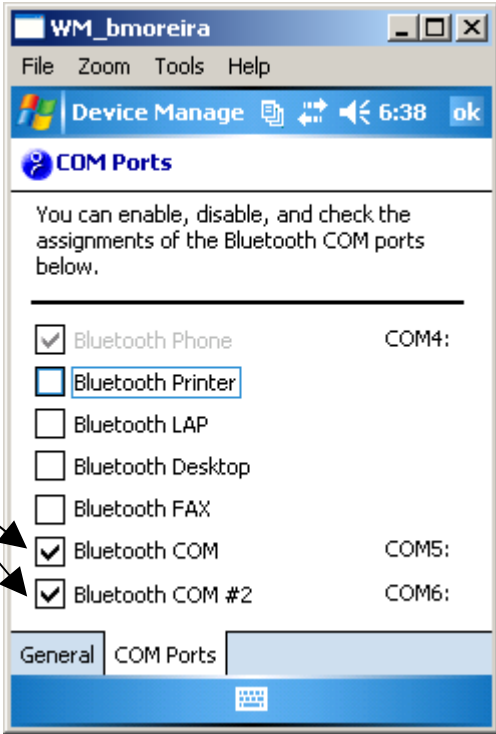 WM_bmoreira
File Zoom Tools Help
Device Manage 6:38 ok
COM Ports
You can enable, disable, and check the
assignments of the Bluetooth COM ports
below.
Bluetooth Phone COM4:
Bluetooth Printer
Bluetooth LAP
Bluetooth Desktop
Bluetooth FAX
Bluetooth COM COM5:
Bluetooth COM #2 COM6:
General COM Ports